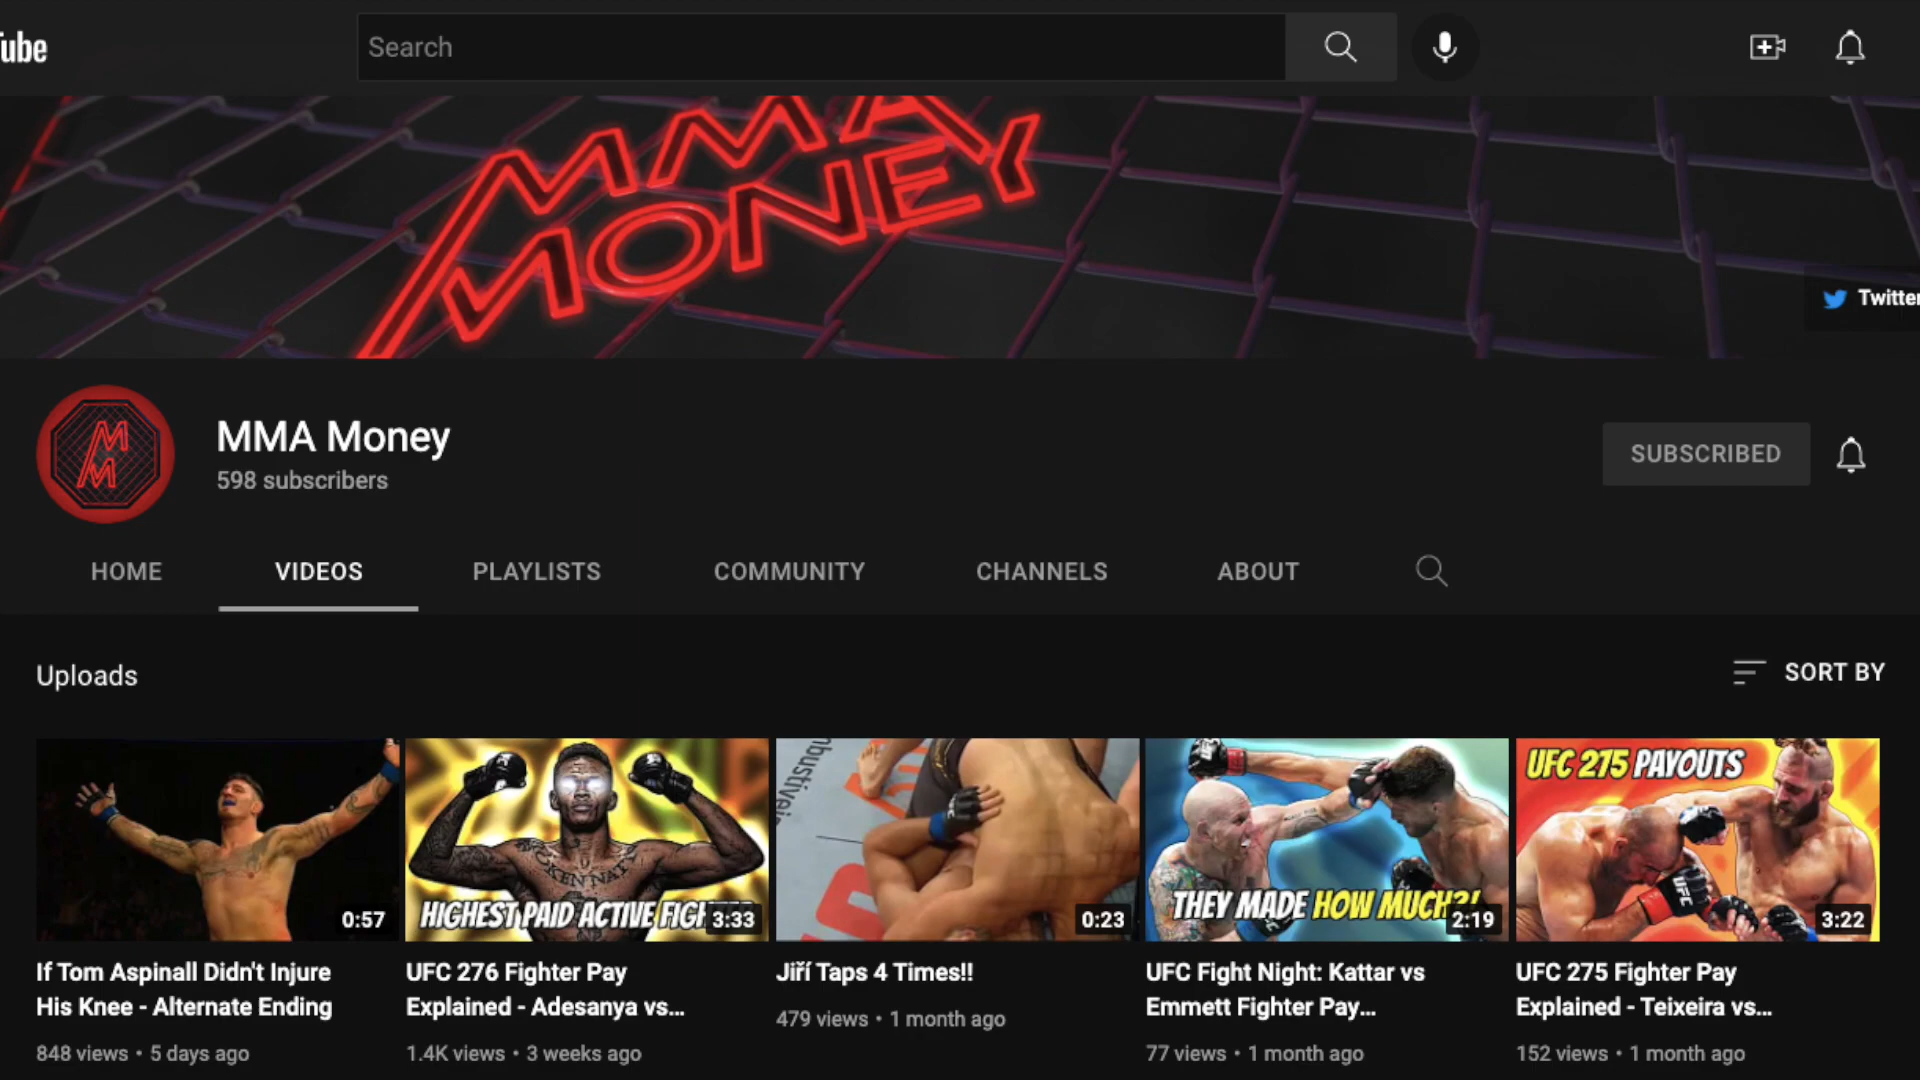 Tube
Search
MMA
MONEY
Twitter
MM
MMA Money
598 subscribers
SUBSCRIBED
HOME
VIDEOS
PLAYLISTS
COMMUNITY
CHANNELS
ABOUT
Uploads
SORT BY
0:57
HIGHEST PAID ACTIVE FIGH
3:33
0:23
THEY MADE HOW MUCH?!
2:19
UFC 275 PAYOUTS
UFC
3:22
If Tom Aspinall Didn't Injure
His Knee - Alternate Ending
848 views • 5 days ago
UFC 276 Fighter Pay
Explained - Adesanya vs...
1.4K views • 3 weeks ago
Jiří Taps 4 Times!!
479 views • 1 month ago
UFC Fight Night: Kattar vs
Emmett Fighter Pay...
77 views • 1 month ago
UFC 275 Fighter Pay
Explained - Teixeira vs...
152 views • 1 month ago